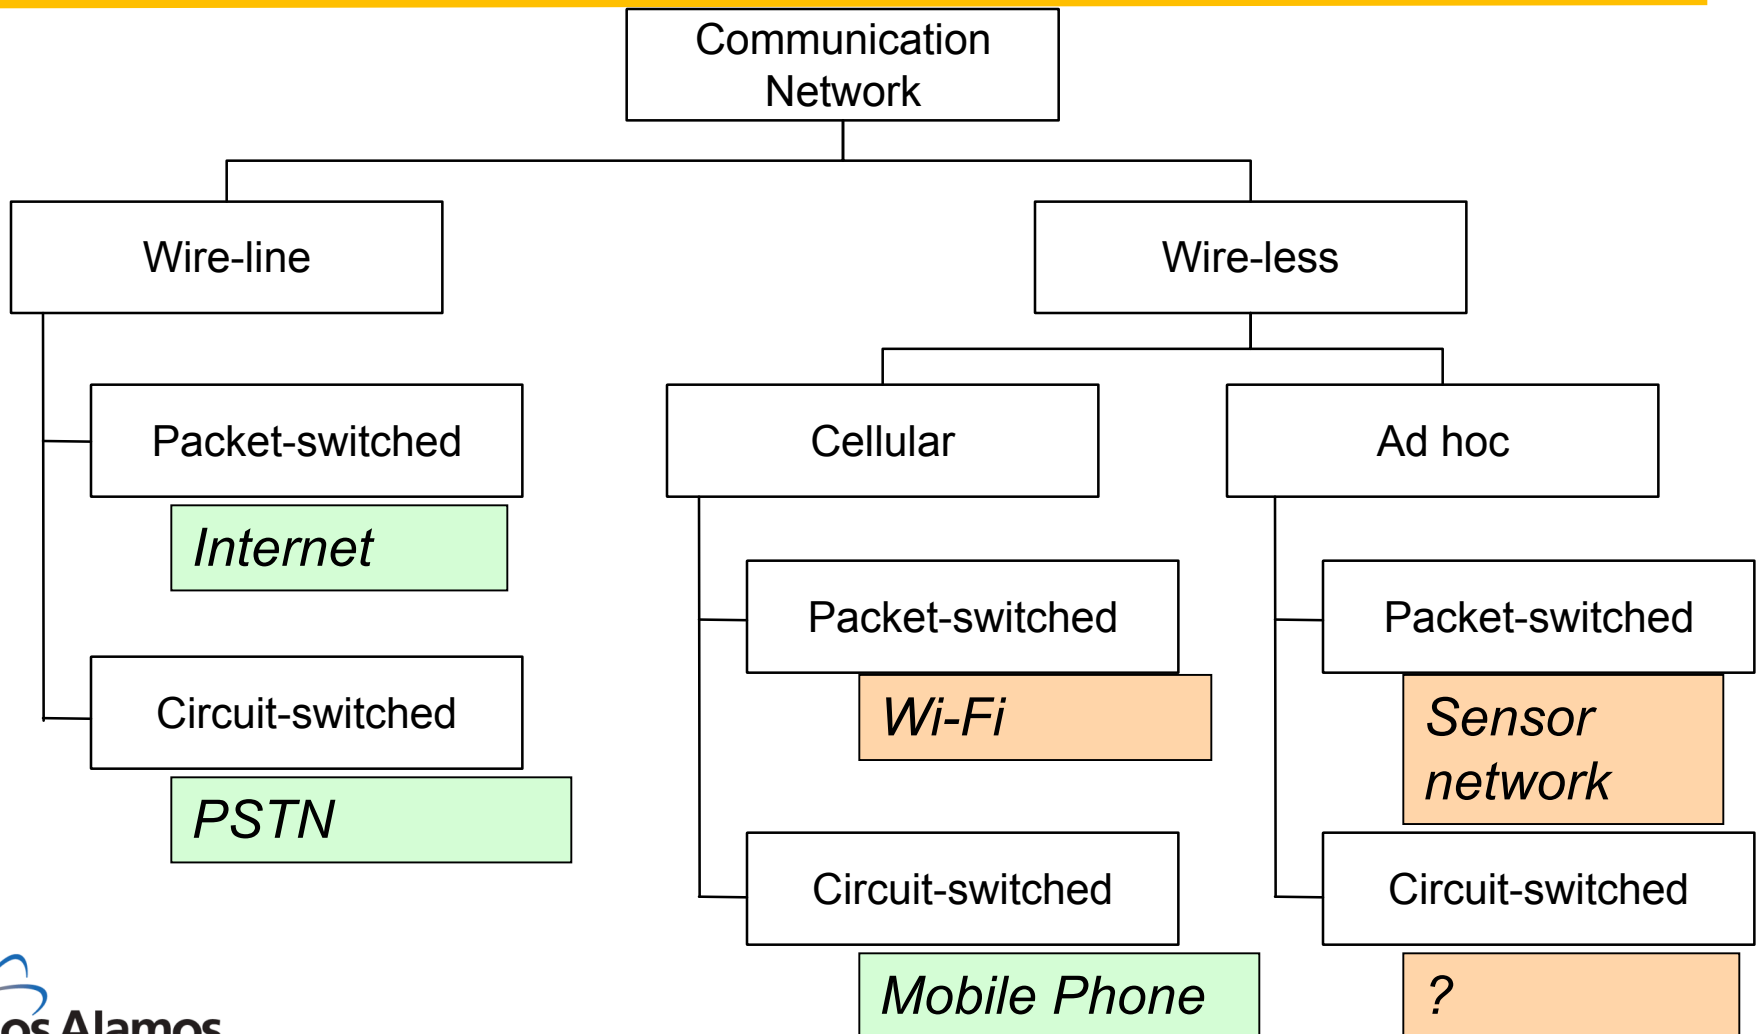 Communication
Network
Wire-line
Wire-less
Packet-switched
Cellular
Ad hoc
Internet
Packet-switched
Packet-switched
Circuit-switched
Wi-Fi
Sensor
network
PSTN
Circuit-switched
Circuit-switched
Mobile Phone
?
Alamos